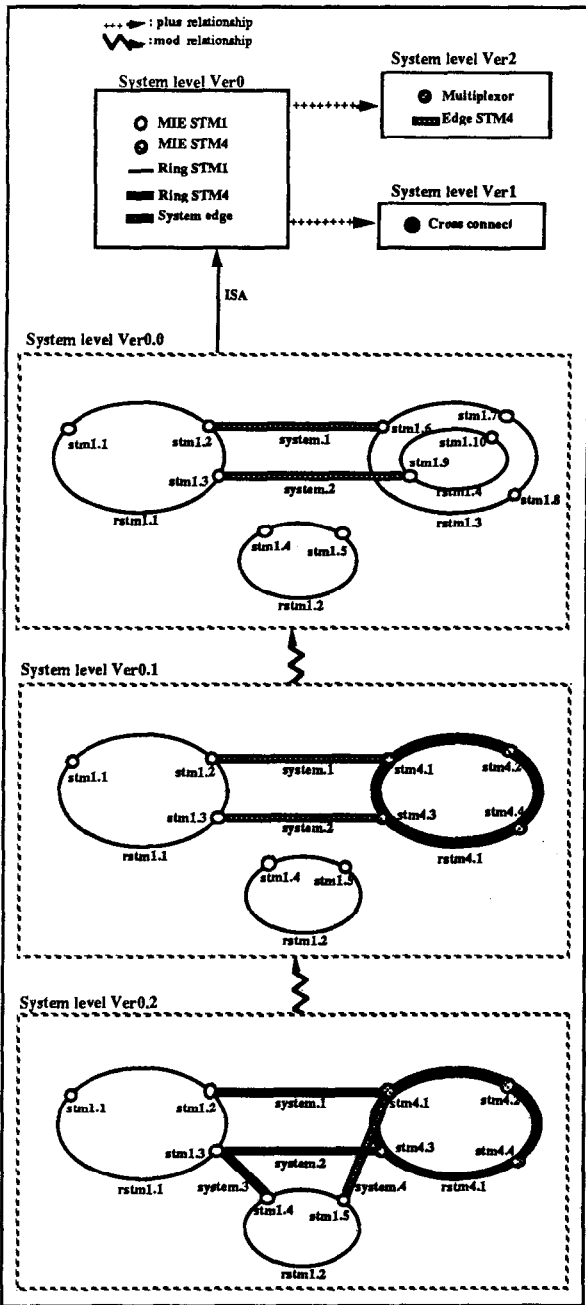 : plus relationship
:mod relationship
System level Ver0
MIE STM1
MIE STM4
Ring STM1
Ring STM4
System edge
System level Ver2
Multiplexor
Edge STM4
System level Ver1
Cross connect
ISA
System level Ver0.0
stm1.1
stm1.2
system.1
stm1.6
stm1.7
stm1.10
stm1.3
system.2
stm1.9
rstm1.4
stm1.8
rstm1.1
rstm1.3
stm1.4
stm1.5
rstm1.2
System level Ver0.1
stm1.1
stm1.2
system.1
stm4.1
stm4.2
stm1.3
system.2
stm4.3
stm4.4
rstm1.1
rstm4.1
stm1.4
stm1.5
rstm1.2
System level Ver0.2
stm1.1
stm1.2
system.1
stm4.1
stm4.2
stm1.3
system.2
stm4.3
stm4.4
rstm1.1
system.3
system.4
rstm4.1
stm1.4
stm1.5
rstm1.2